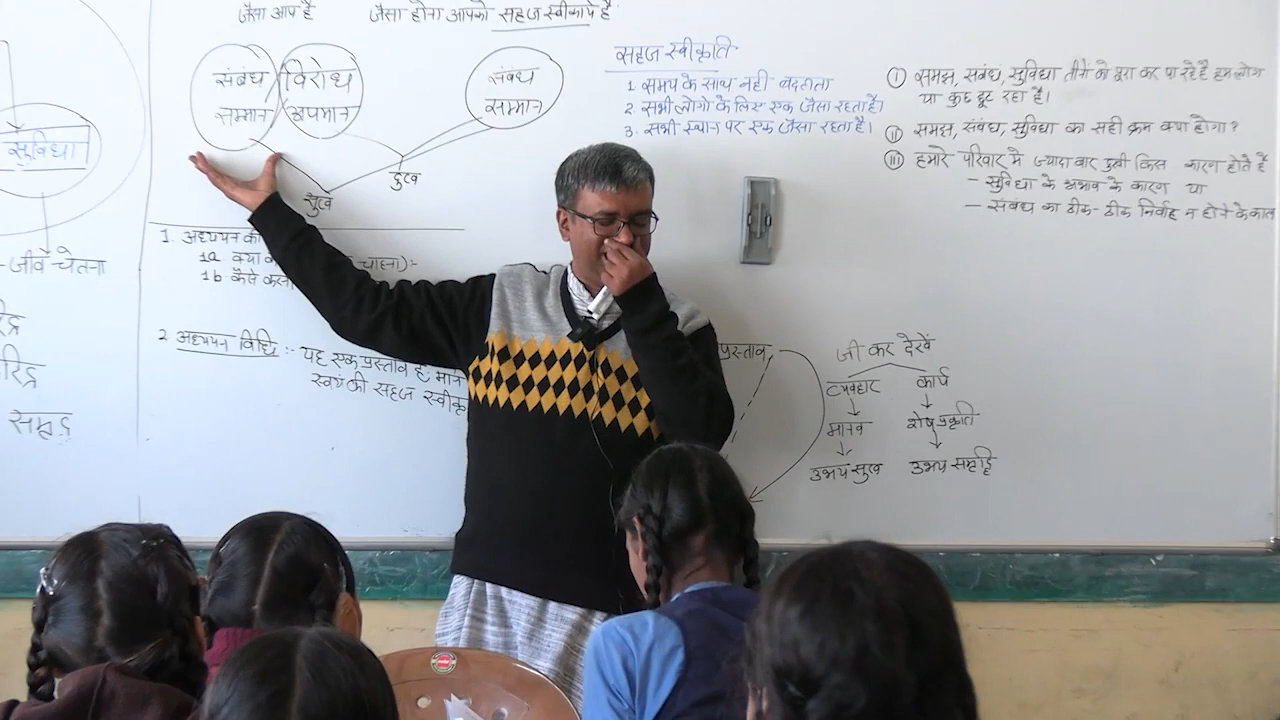 जैसा आप है
जैसा होना आपको सहज स्वीकार्य है
संबंध
सम्मान
विरोध
अपमान
संबंध
सम्मान
सुख
दुख
सुविधा
जीव चेतना
समृद्ध
सहज स्वीकृति
1. समय के साथ नही बदलता
2. सभी लोगो के लिए एक जैसा रहता है।
3. सभी स्थान पर एक जैसा रहता है।
I समझ, संबंध, सुविधा तीनों को पूरा कर पा रहे है हम लोग
या कुछ छूट रहा है।
II समझ, संबंध, सुविधा का सही क्रम क्या होगा?
III हमारे परिवार मे ज्यादा बार दुखी किस कारण होते है
- सुविधा के अभाव के कारण या
- संबंध का ठीक-ठीक निर्वाह न होने के
1. अध्ययन की
1a क्या
चाहना):-
1b कैसे
2 अध्ययन विधि :- यह एक प्रस्ताव है, मान
स्वयं की सहज स्वीकृ
प्रस्ताव
जी कर देखें
व्यवहार
कार्य
मानव
शेष प्रकृति
उभय सुख
उभय समृद्धि